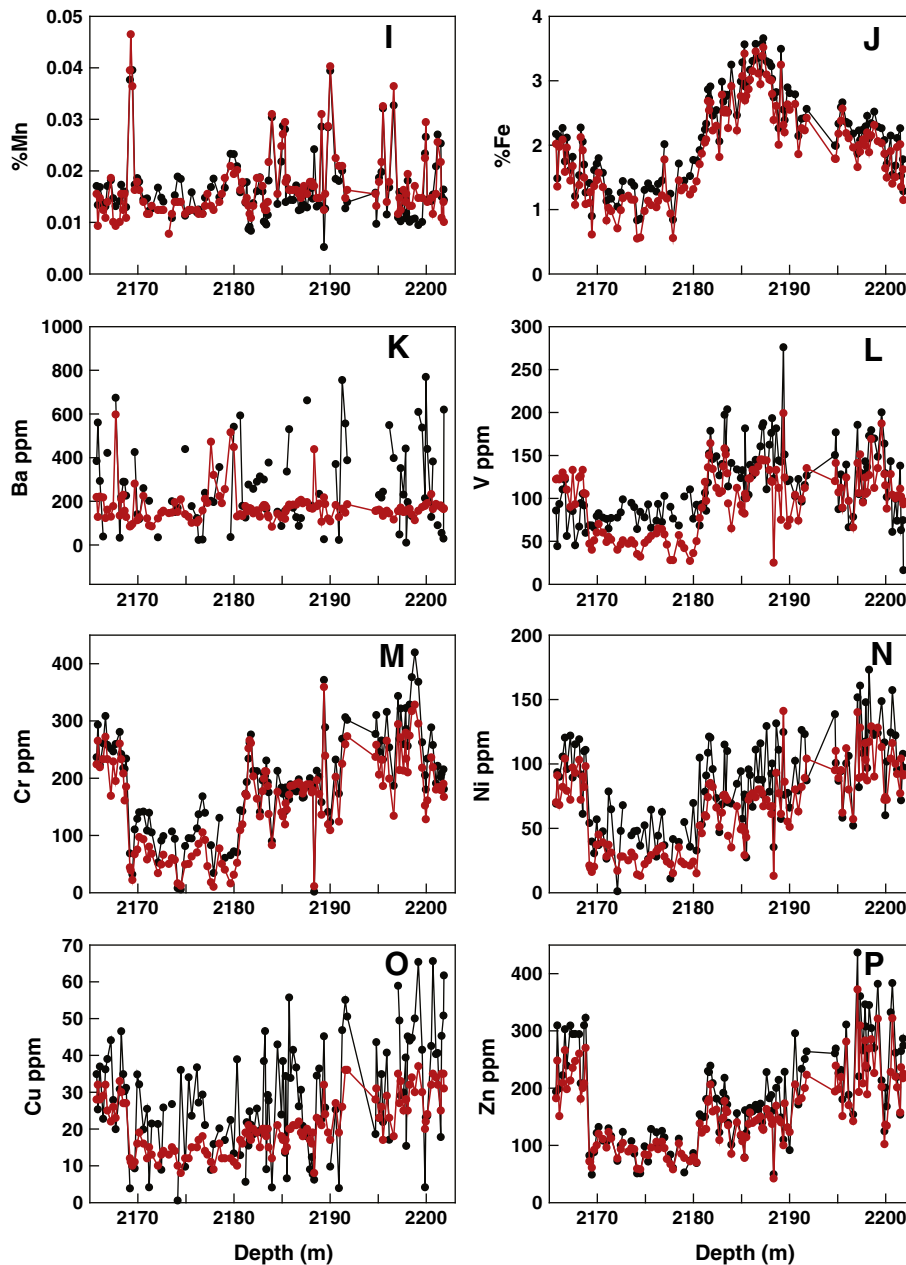 I
%Mn
0.05
0.04
0.03
0.02
0.01
0.00
2170 2180 2190 2200
J
%Fe
4
3
2
1
0
2170 2180 2190 2200
K
Ba ppm
1000
800
600
400
200
0
2170 2180 2190 2200
L
V ppm
300
250
200
150
100
50
0
2170 2180 2190 2200
M
Cr ppm
400
300
200
100
0
2170 2180 2190 2200
N
Ni ppm
200
150
100
50
0
2170 2180 2190 2200
O
Cu ppm
70
60
50
40
30
20
10
0
2170 2180 2190 2200
Depth (m)
P
Zn ppm
400
300
200
100
0
2170 2180 2190 2200
Depth (m)